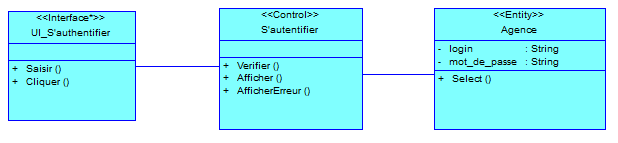 <<Interface*>>
UI_S'authentifier
+ Saisir ()
+ Cliquer ()
<<Control>>
S'autentifier
+ Verifier ()
+ Afficher ()
+ AfficherErreur ()
<<Entity>>
Agence
- login : String
- mot_de_passe : String
+ Select ()